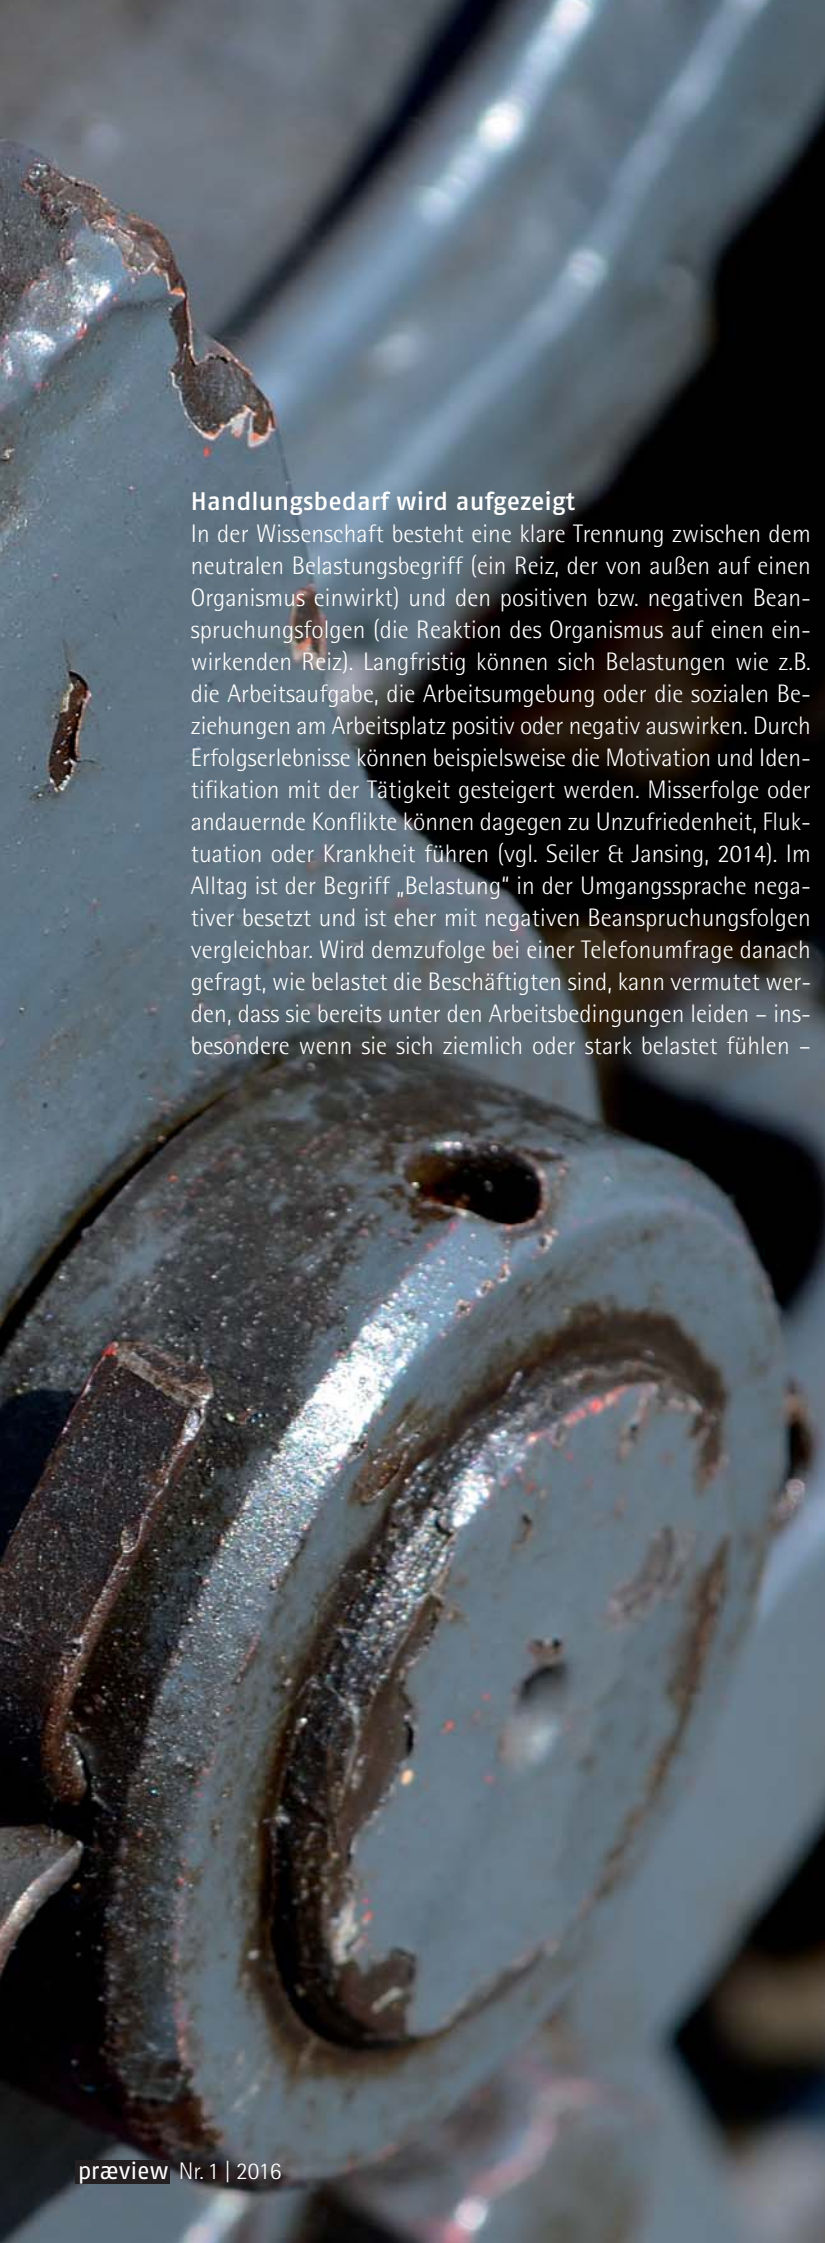 Handlungsbedarf wird aufgezeigt
In der Wissenschaft besteht eine klare Trennung zwischen dem
neutralen Belastungsbegriff (ein Reiz, der von außen auf einen
Organismus einwirkt) und den positiven bzw. negativen Bean-
spruchungsfolgen (die Reaktion des Organismus auf einen ein-
wirkenden Reiz). Langfristig können sich Belastungen wie z.B.
die Arbeitsaufgabe, die Arbeitsumgebung oder die sozialen Be-
ziehungen am Arbeitsplatz positiv oder negativ auswirken. Durch
Erfolgserlebnisse können beispielsweise die Motivation und Iden-
tifikation mit der Tätigkeit gesteigert werden. Misserfolge oder
andauernde Konflikte können dagegen zu Unzufriedenheit, Fluk-
tuation oder Krankheit führen (vgl. Seiler & Jansing, 2014). Im
Alltag ist der Begriff „Belastung" in der Umgangssprache nega-
tiver besetzt und ist eher mit negativen Beanspruchungsfolgen
vergleichbar. Wird demzufolge bei einer Telefonumfrage danach
gefragt, wie belastet die Beschäftigten sind, kann vermutet wer-
den, dass sie bereits unter den Arbeitsbedingungen leiden – ins-
besondere wenn sie sich ziemlich oder stark belastet fühlen –
præview Nr. 1 | 2016